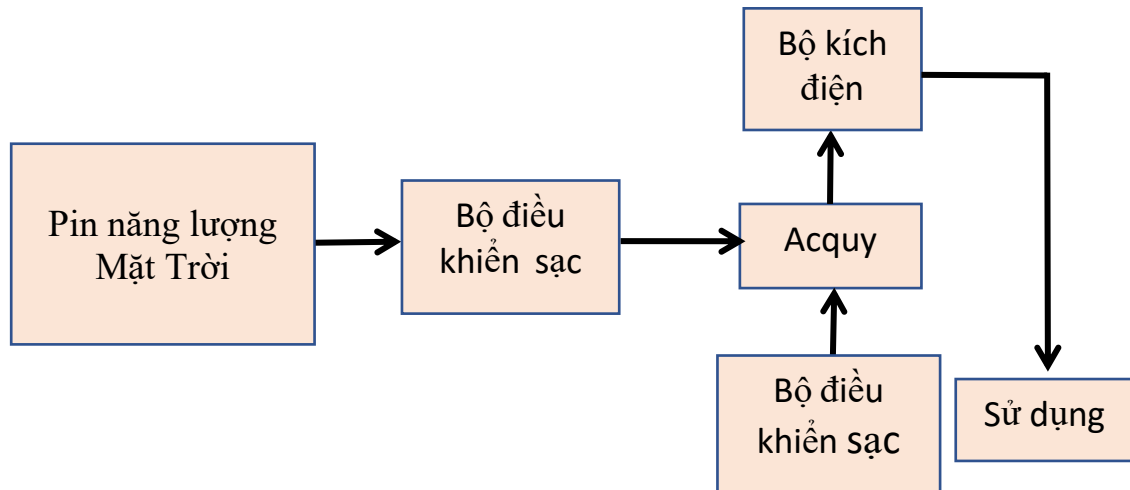 Bộ kích
điện
Pin năng lượng
Mặt Trời
Bộ điều
khiển sạc
Acquy
Bộ điều
khiển sạc
Sử dụng